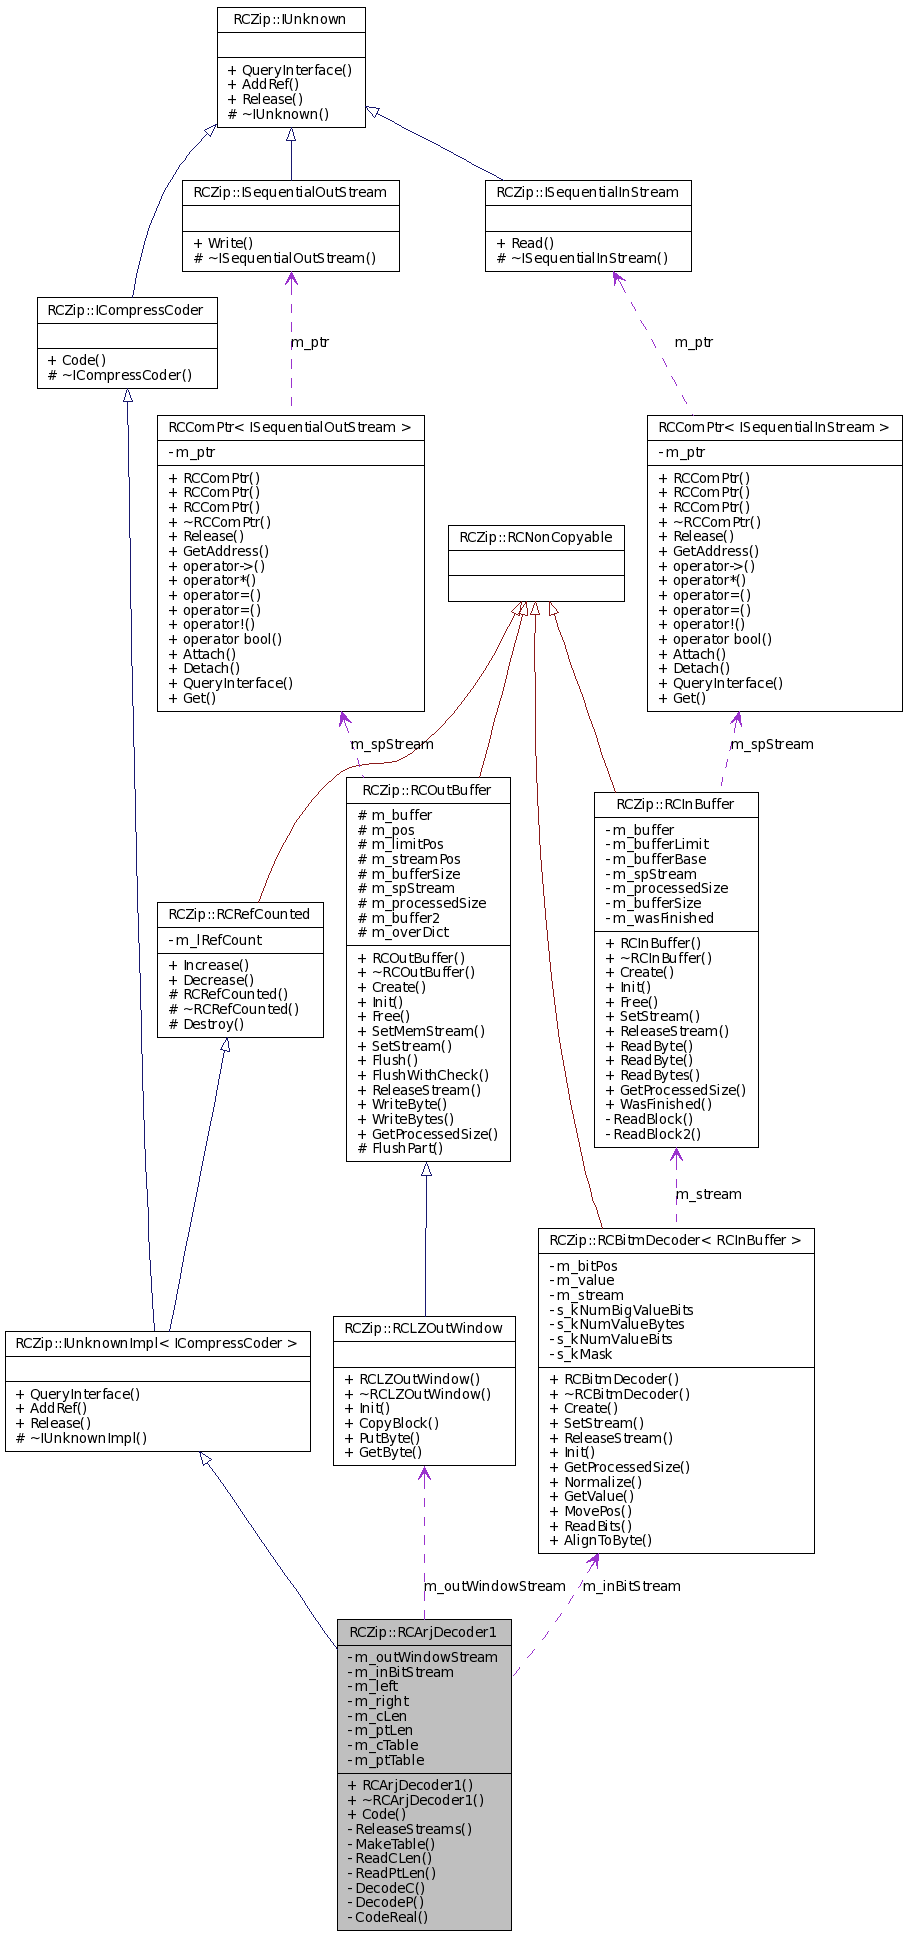 RCZip::IUnknown
+ QueryInterface()
+ AddRef()
+ Release()
# ~IUnknown()
RCZip::ISequentialOutStream
+ Write()
# ~ISequentialOutStream()
RCZip::ISequentialInStream
+ Read()
# ~ISequentialInStream()
RCZip::ICompressCoder
+ Code()
# ~ICompressCoder()
m_ptr
m_ptr
RCComPtr< ISequentialOutStream >
- m_ptr
+ RCComPtr()
+ RCComPtr()
+ RCComPtr()
+ ~RCComPtr()
+ Release()
+ GetAddress()
+ operator->()
+ operator*()
+ operator=()
+ operator=()
+ operator!()
+ operator bool()
+ Attach()
+ Detach()
+ QueryInterface()
+ Get()
RCComPtr< ISequentialInStream >
- m_ptr
+ RCComPtr()
+ RCComPtr()
+ RCComPtr()
+ ~RCComPtr()
+ Release()
+ GetAddress()
+ operator->()
+ operator*()
+ operator=()
+ operator=()
+ operator!()
+ operator bool()
+ Attach()
+ Detach()
+ QueryInterface()
+ Get()
RCZip::RCNonCopyable
m_spStream
m_spStream
RCZip::RCOutBuffer
# m_buffer
# m_pos
# m_limitPos
# m_streamPos
# m_bufferSize
# m_spStream
# m_processedSize
# m_buffer2
# m_overDict
+ RCOutBuffer()
+ ~RCOutBuffer()
+ Create()
+ Init()
+ Free()
+ SetMemStream()
+ SetStream()
+ Flush()
+ FlushWithCheck()
+ ReleaseStream()
+ WriteByte()
+ WriteBytes()
+ GetProcessedSize()
# FlushPart()
RCZip::RCInBuffer
- m_buffer
- m_bufferLimit
- m_bufferBase
- m_spStream
- m_processedSize
- m_bufferSize
- m_wasFinished
+ RCInBuffer()
+ ~RCInBuffer()
+ Create()
+ Init()
+ Free()
+ SetStream()
+ ReleaseStream()
+ ReadByte()
+ ReadByte()
+ ReadBytes()
+ GetProcessedSize()
+ WasFinished()
- ReadBlock()
- ReadBlock2()
RCZip::RCRefCounted
- m_lRefCount
+ Increase()
+ Decrease()
# RCRefCounted()
# ~RCRefCounted()
# Destroy()
m_stream
RCZip::RCBitmDecoder< RCInBuffer >
- m_bitPos
- m_value
- m_stream
- s_kNumBigValueBits
- s_kNumValueBytes
- s_kNumValueBits
- s_kMask
+ RCBitmDecoder()
+ ~RCBitmDecoder()
+ Create()
+ SetStream()
+ ReleaseStream()
+ Init()
+ GetProcessedSize()
+ Normalize()
+ GetValue()
+ MovePos()
+ ReadBits()
+ AlignToByte()
RCZip::IUnknownImpl< ICompressCoder >
+ QueryInterface()
+ AddRef()
+ Release()
# ~IUnknownImpl()
RCZip::RCLZOutWindow
+ RCLZOutWindow()
+ ~RCLZOutWindow()
+ Init()
+ CopyBlock()
+ PutByte()
+ GetByte()
m_outWindowStream
m_inBitStream
RCZip::RCArjDecoder1
- m_outWindowStream
- m_inBitStream
- m_left
- m_right
- m_cLen
- m_ptLen
- m_cTable
- m_ptTable
+ RCArjDecoder1()
+ ~RCArjDecoder1()
+ Code()
- ReleaseStreams()
- MakeTable()
- ReadCLen()
- ReadPtLen()
- DecodeC()
- DecodeP()
- CodeReal()